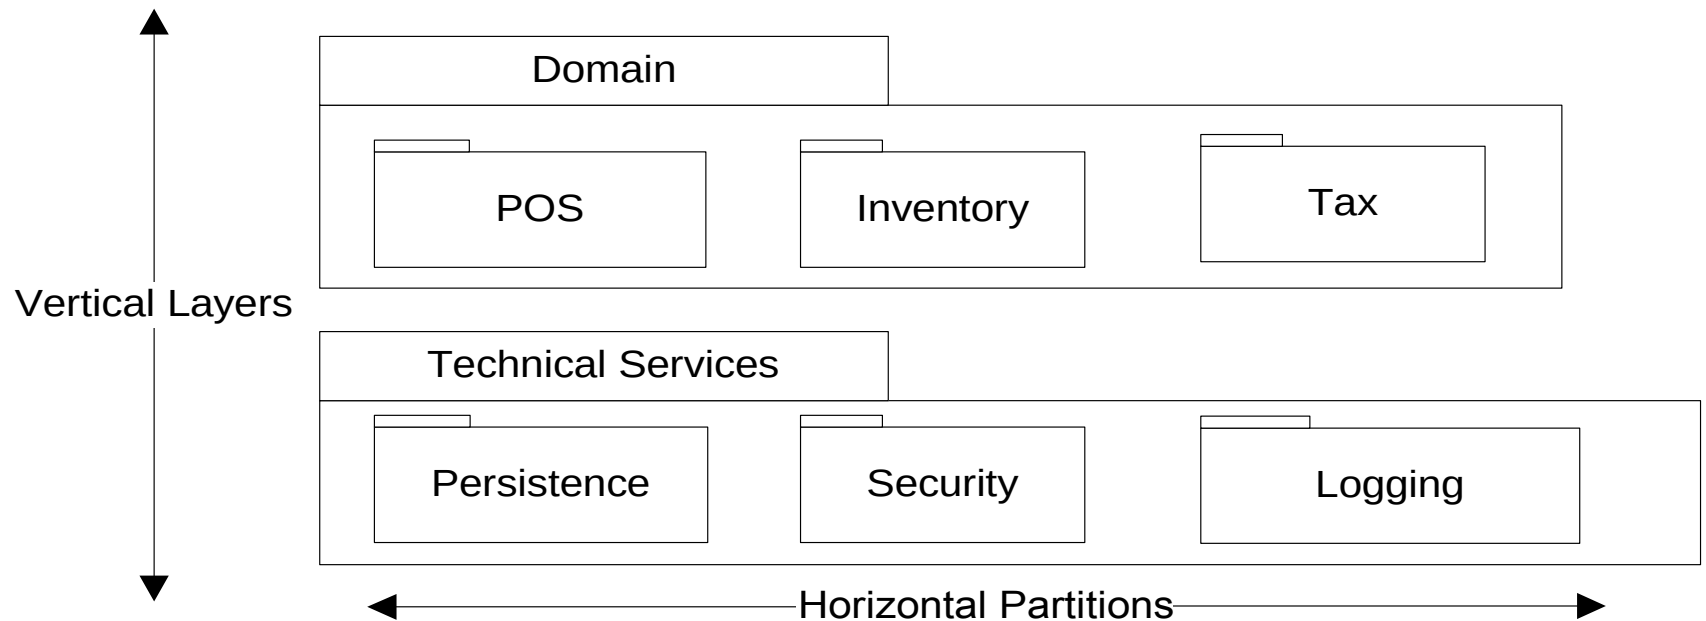 Domain
POS
Inventory
Tax
Vertical Layers
Technical Services
Persistence
Security
Logging
Horizontal Partitions